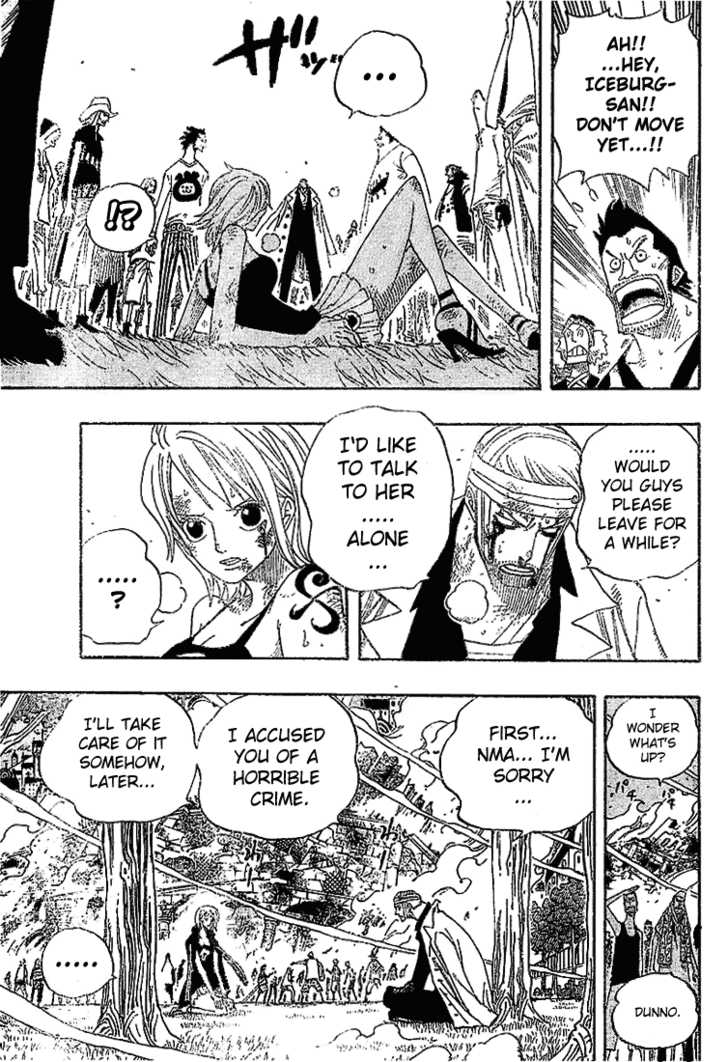 AH!!
...HEY,
ICEBURG-
SAN!!
DON'T MOVE
YET...!!
...
!?
.....
WOULD
YOU GUYS
PLEASE
LEAVE FOR
A WHILE?
I'D LIKE
TO TALK
TO HER
.....
ALONE
...
.....
?
I
WONDER
WHAT'S
UP?
DUNNO.
FIRST...
NMA... I'M
SORRY
...
I ACCUSED
YOU OF A
HORRIBLE
CRIME.
I'LL TAKE
CARE OF IT
SOMEHOW,
LATER...
.....